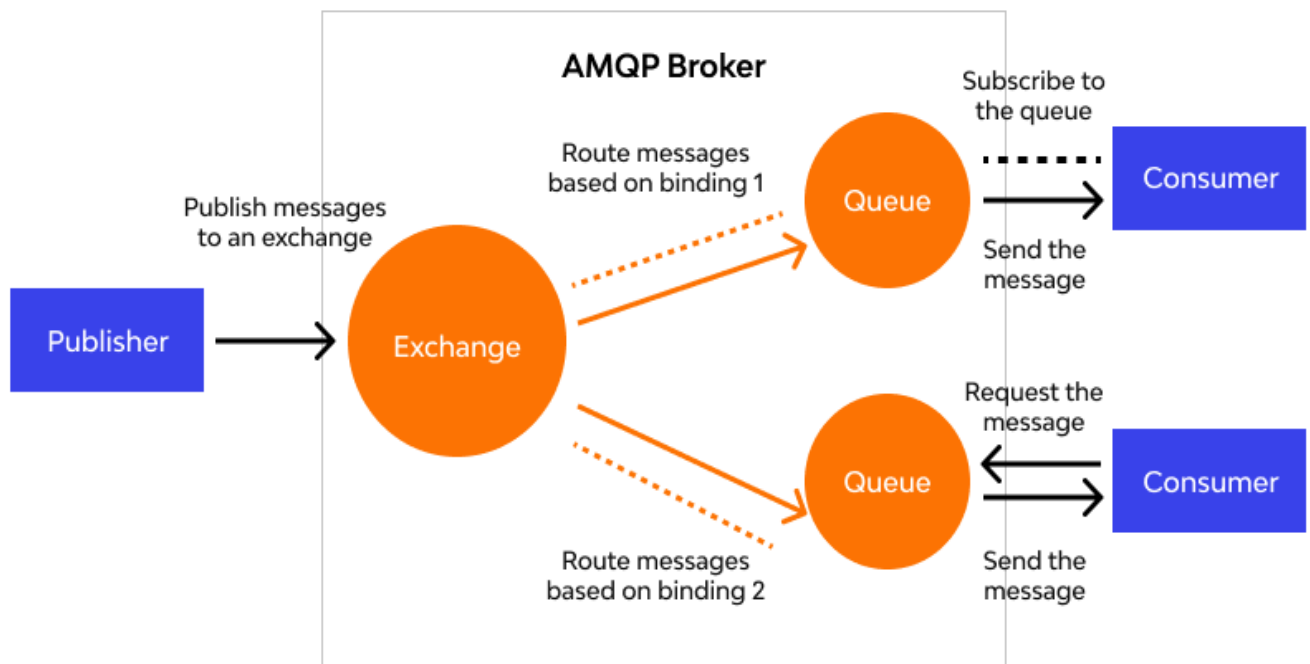 AMQP Broker
Subscribe to
the queue
Route messages
based on binding 1
Consumer
Queue
Publish messages
to an exchange
Send the
message
Publisher
Exchange
Request the
message
Queue
Consumer
Route messages
based on binding 2
Send the
message